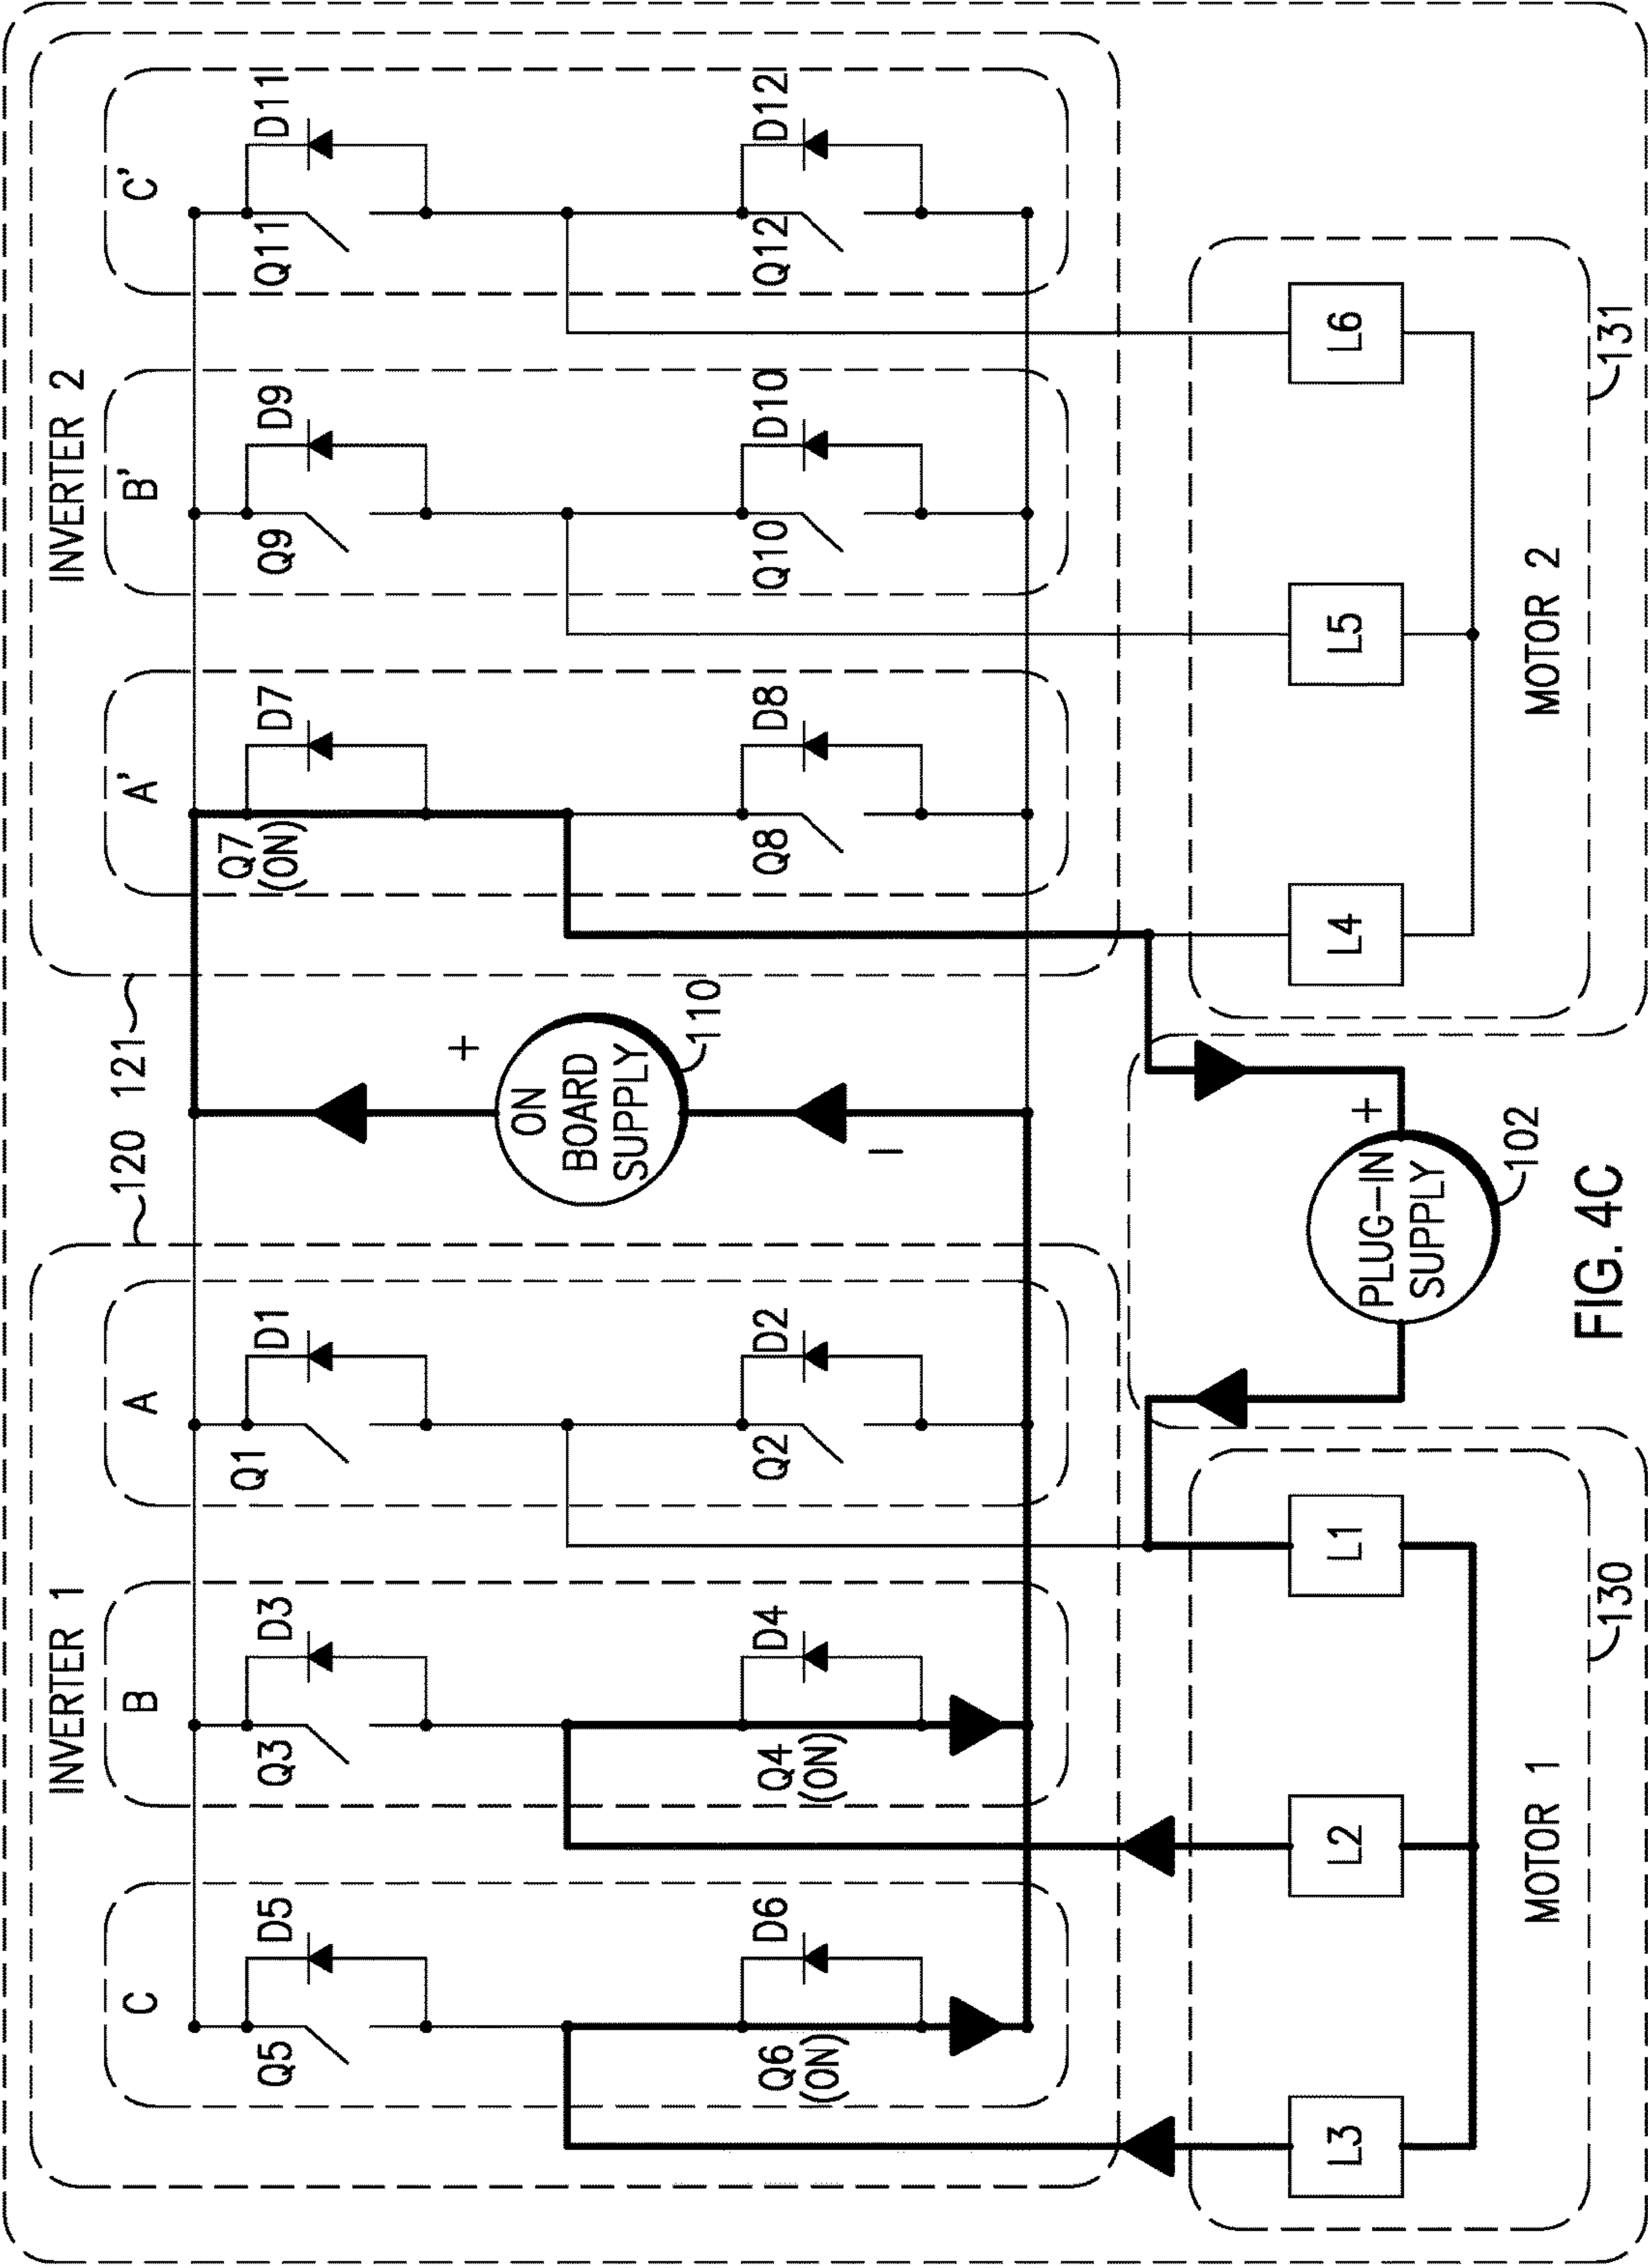 INVERTER 1
120
121
INVERTER 2
C
B
A
A'
B'
C'
Q5
D5
Q3
D3
Q1
D1
Q7
(ON)
D7
Q9
D9
Q11
D11
+
ON
BOARD
SUPPLY
110
−
Q6
(ON)
D6
Q4
(ON)
D4
Q2
D2
Q8
D8
Q10
D10
Q12
D12
L3
L2
L1
PLUG-IN
SUPPLY
+
102
L4
L5
L6
MOTOR 1
130
MOTOR 2
131
FIG. 4C